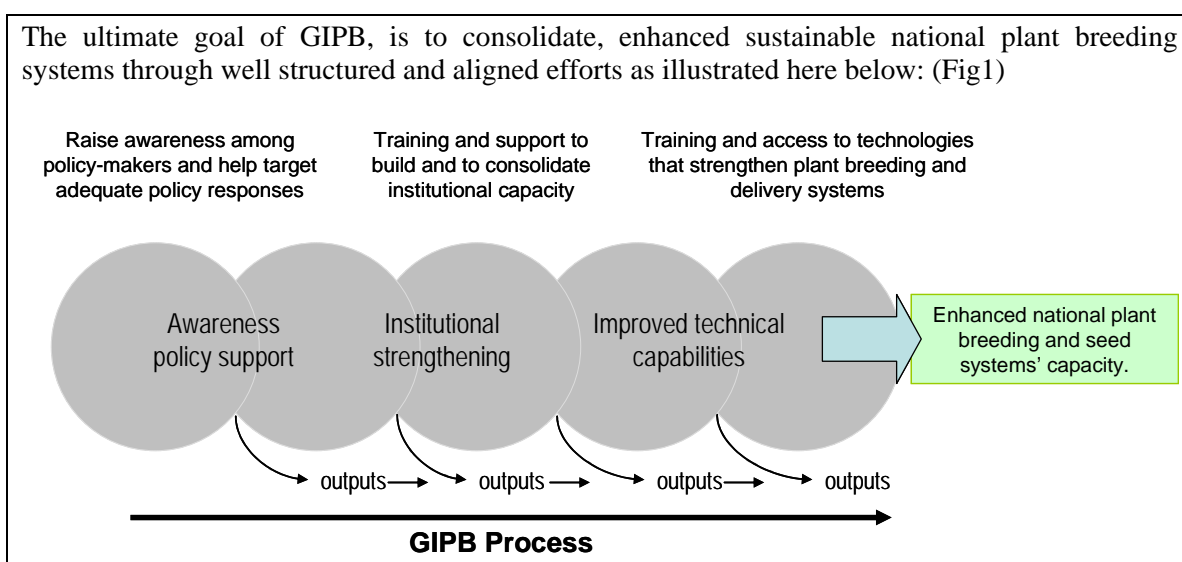 The ultimate goal of GIPB, is to consolidate, enhanced sustainable national plant breeding
systems through well structured and aligned efforts as illustrated here below: (Fig1)
Raise awareness among
policy-makers and help target
adequate policy responses
Training and support to
build and to consolidate
institutional capacity
Training and access to technologies
that strengthen plant breeding and
delivery systems
Awareness
policy support
Institutional
strengthening
Improved technical
capabilities
Enhanced national plant
breeding and seed
systems' capacity.
outputs outputs outputs outputs
GIPB Process